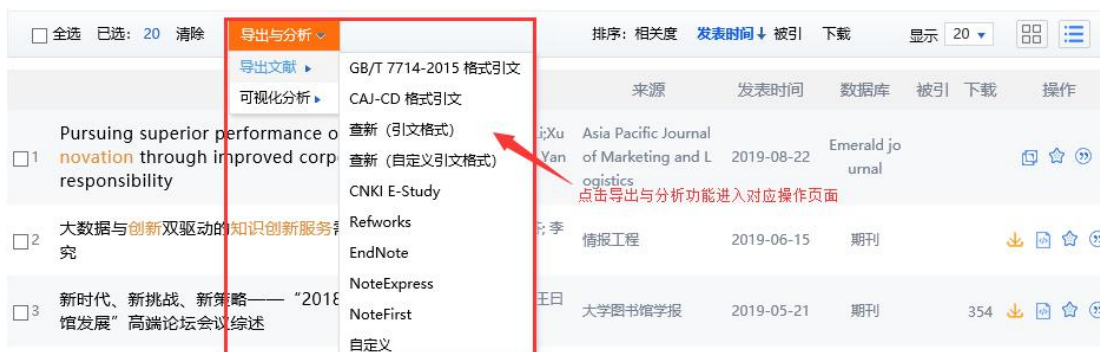 全选 已选: 20 清除 导出与分析 排序: 相关度 发表时间↓ 被引 下载 显示 20
导出文献 GB/T 7714-2015 格式引文
可视化分析 CAJ-CD 格式引文
来源 发表时间 数据库 被引 下载 操作
查新（引文格式）
查新（自定义引文格式）
CNKI E-Study
Refworks
EndNote
NoteExpress
NoteFirst
自定义
点击导出与分析功能进入对应操作页面
1 Pursuing superior performance o
novation through improved corp
responsibility
Li;Xu
Yan
Asia Pacific Journal
of Marketing and L
ogistics
2019-08-22
Emerald jo
urnal
2 大数据与创新双驱动的知识创新服务
究
李
情报工程
2019-06-15
期刊
3 新时代、新挑战、新策略——“2018
馆发展”高端论坛会议综述
王日
大学图书馆学报
2019-05-21
期刊
354